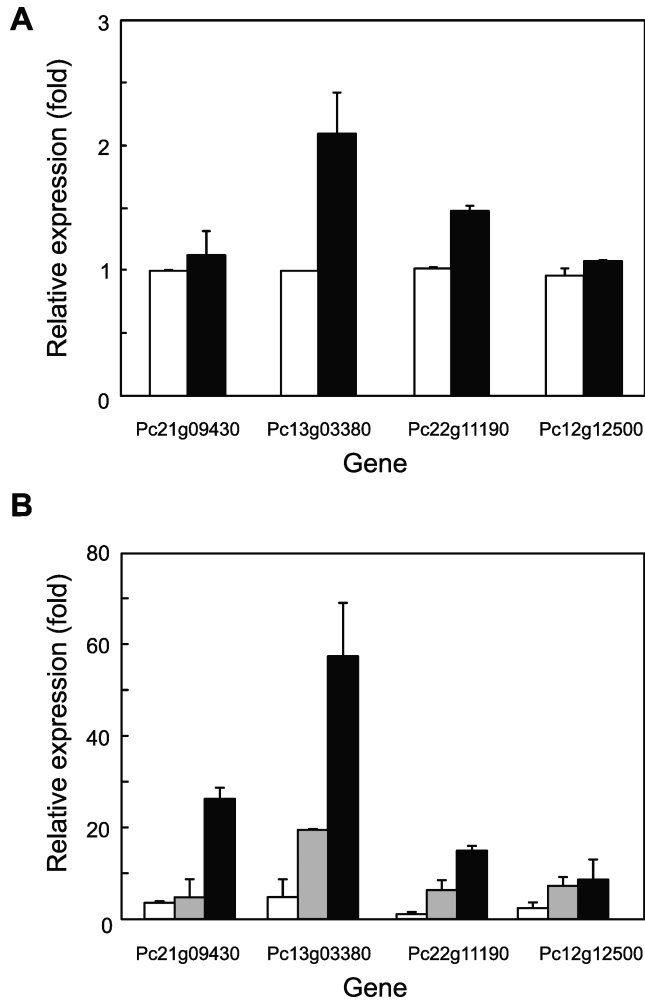 A
3
2
1
0
Relative expression (fold)
Pc21g09430 Pc13g03380 Pc22g11190 Pc12g12500
Gene
B
80
60
40
20
0
Relative expression (fold)
Pc21g09430 Pc13g03380 Pc22g11190 Pc12g12500
Gene